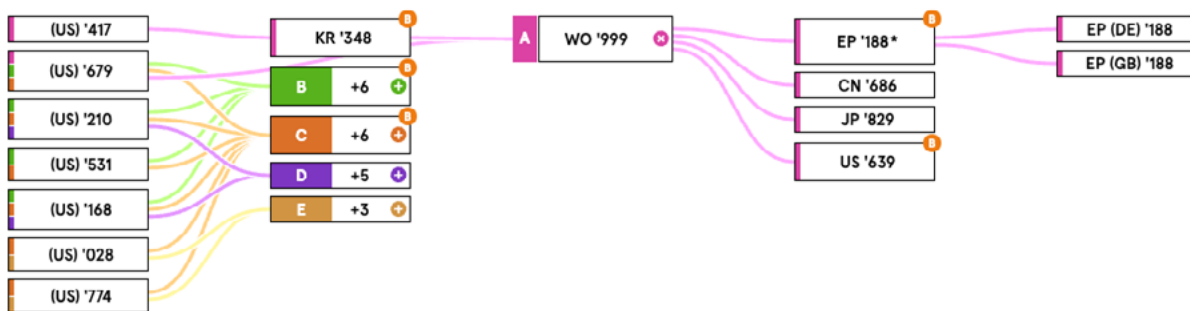 (US) '417
(US) '679
(US) '210
(US) '531
(US) '168
(US) '028
(US) '774
B
KR '348
B
B +6
B
C +6
D +5
E +3
A WO '999
B
EP '188*
CN '686
JP '829
B
US '639
EP (DE) '188
EP (GB) '188